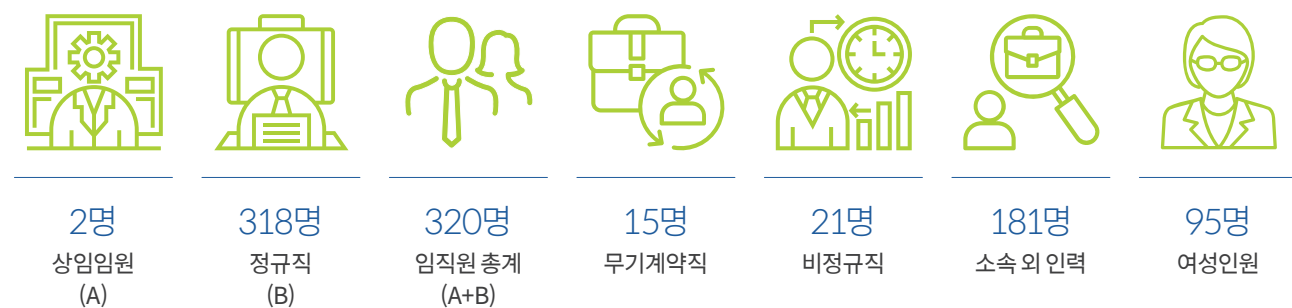 2명
상임임원
(A)
318명
정규직
(B)
320명
임직원 총계
(A+B)
15명
무기계약직
21명
비정규직
181명
소속 외 인력
95명
여성인원